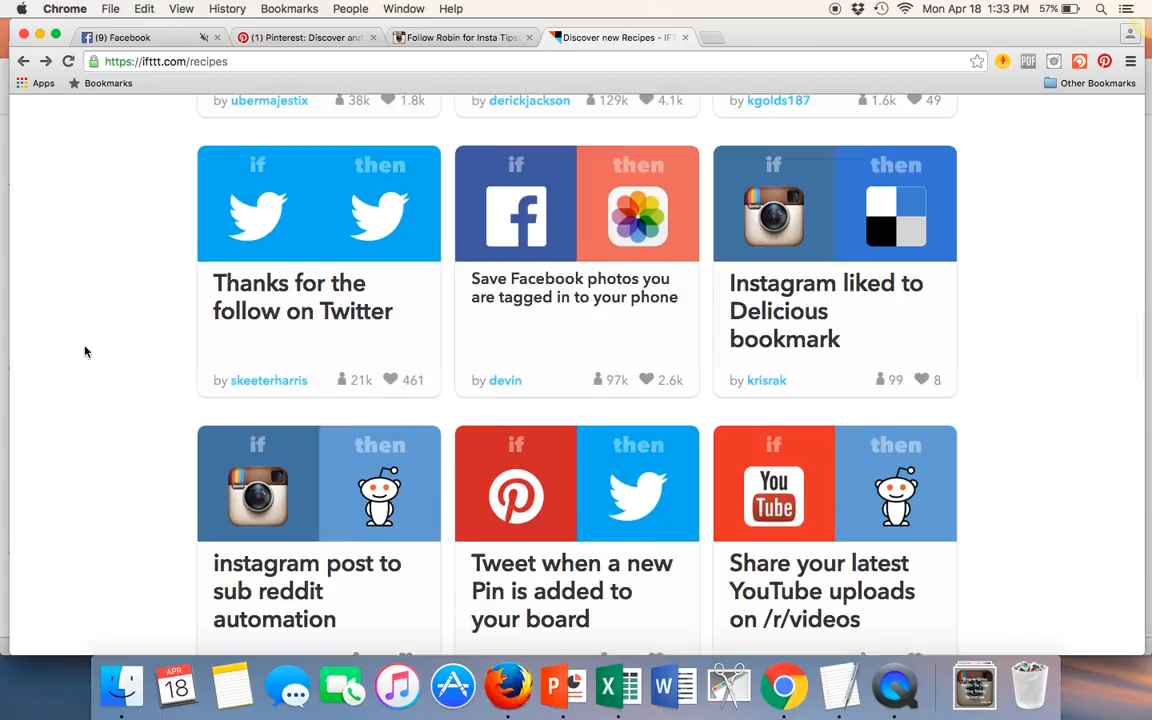 Chrome File Edit View History Bookmarks People Window Help Mon Apr 18 1:33 PM 57%
(9) Facebook (1) Pinterest: Discover and Follow Robin for Insta Tips. Discover new Recipes - IFT
https://ifttt.com/recipes PDF
Apps Bookmarks Other Bookmarks
by ubermajestix 38k 1.8k by derickjackson 129k 4.1k by kgolds187 1.6k 49
if then if then if then
Thanks for the
follow on Twitter
by skeeterharris 21k 461
Save Facebook photos you
are tagged in to your phone
by devin 97k 2.6k
Instagram liked to
Delicious
bookmark
by krisrak 99 8
if then if then if then
You
Tube
instagram post to
sub reddit
automation
Tweet when a new
Pin is added to
your board
Share your latest
YouTube uploads
on /r/videos
APR
18
P X W